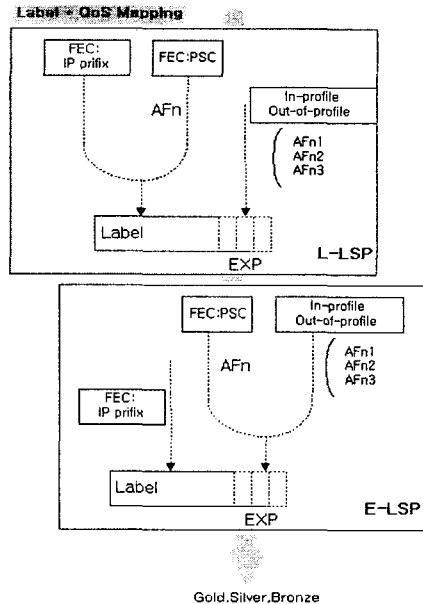 Label + QoS Mapping
FEC:
IP prifix
FEC:PSC
AFn
In-profile
Out-of-profile
AFn1
AFn2
AFn3
Label
EXP
L-LSP
FEC:PSC
In-profile
Out-of-profile
AFn
AFn1
AFn2
AFn3
FEC:
IP prifix
Label
EXP
E-LSP
Gold,Silver,Bronze